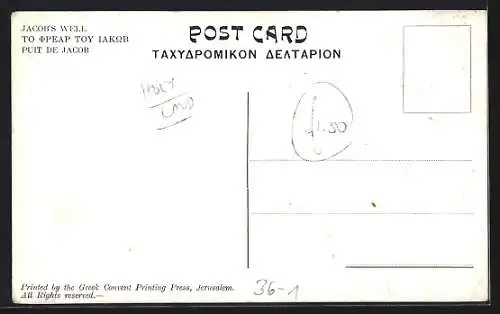 JACOB'S WELL
ΤΟ ΦΡΕΑΡ ΤΟΥ ΙΑΚΩΒ
PUIT DE JACOB
POST CARD
ΤΑΧΥΔΡΟΜΙΚΟΝ ΔΕΛΤΑΡΙΟΝ
HOLY
LAND
£1.50
Printed by the Greek Convent Printing Press, Jerusalem.
All Rights reserved.—
36-1